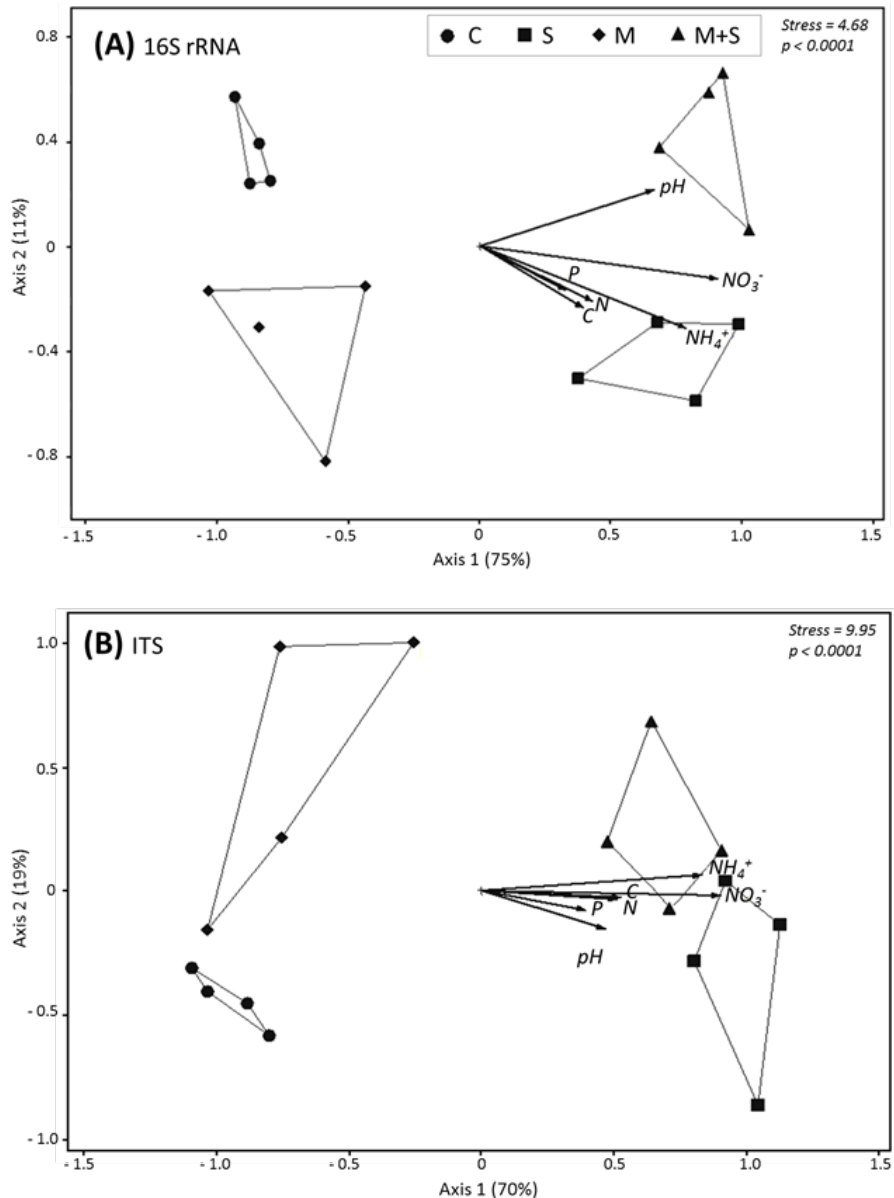 (A) 16S rRNA
C S M M+S
Stress = 4.68
p < 0.0001
0.8
0.4
0
- 0.4
- 0.8
Axis 2 (11%)
pH
P
NO₃⁻
N
C
NH₄⁺
- 1.5 - 1.0 - 0.5 0 0.5 1.0 1.5
Axis 1 (75%)
(B) ITS
Stress = 9.95
p < 0.0001
1.0
0.5
0
- 0.5
- 1.0
Axis 2 (19%)
NH₄⁺
C
NO₃⁻
P
N
pH
- 1.5 - 1.0 - 0.5 0 0.5 1.0 1.5
Axis 1 (70%)